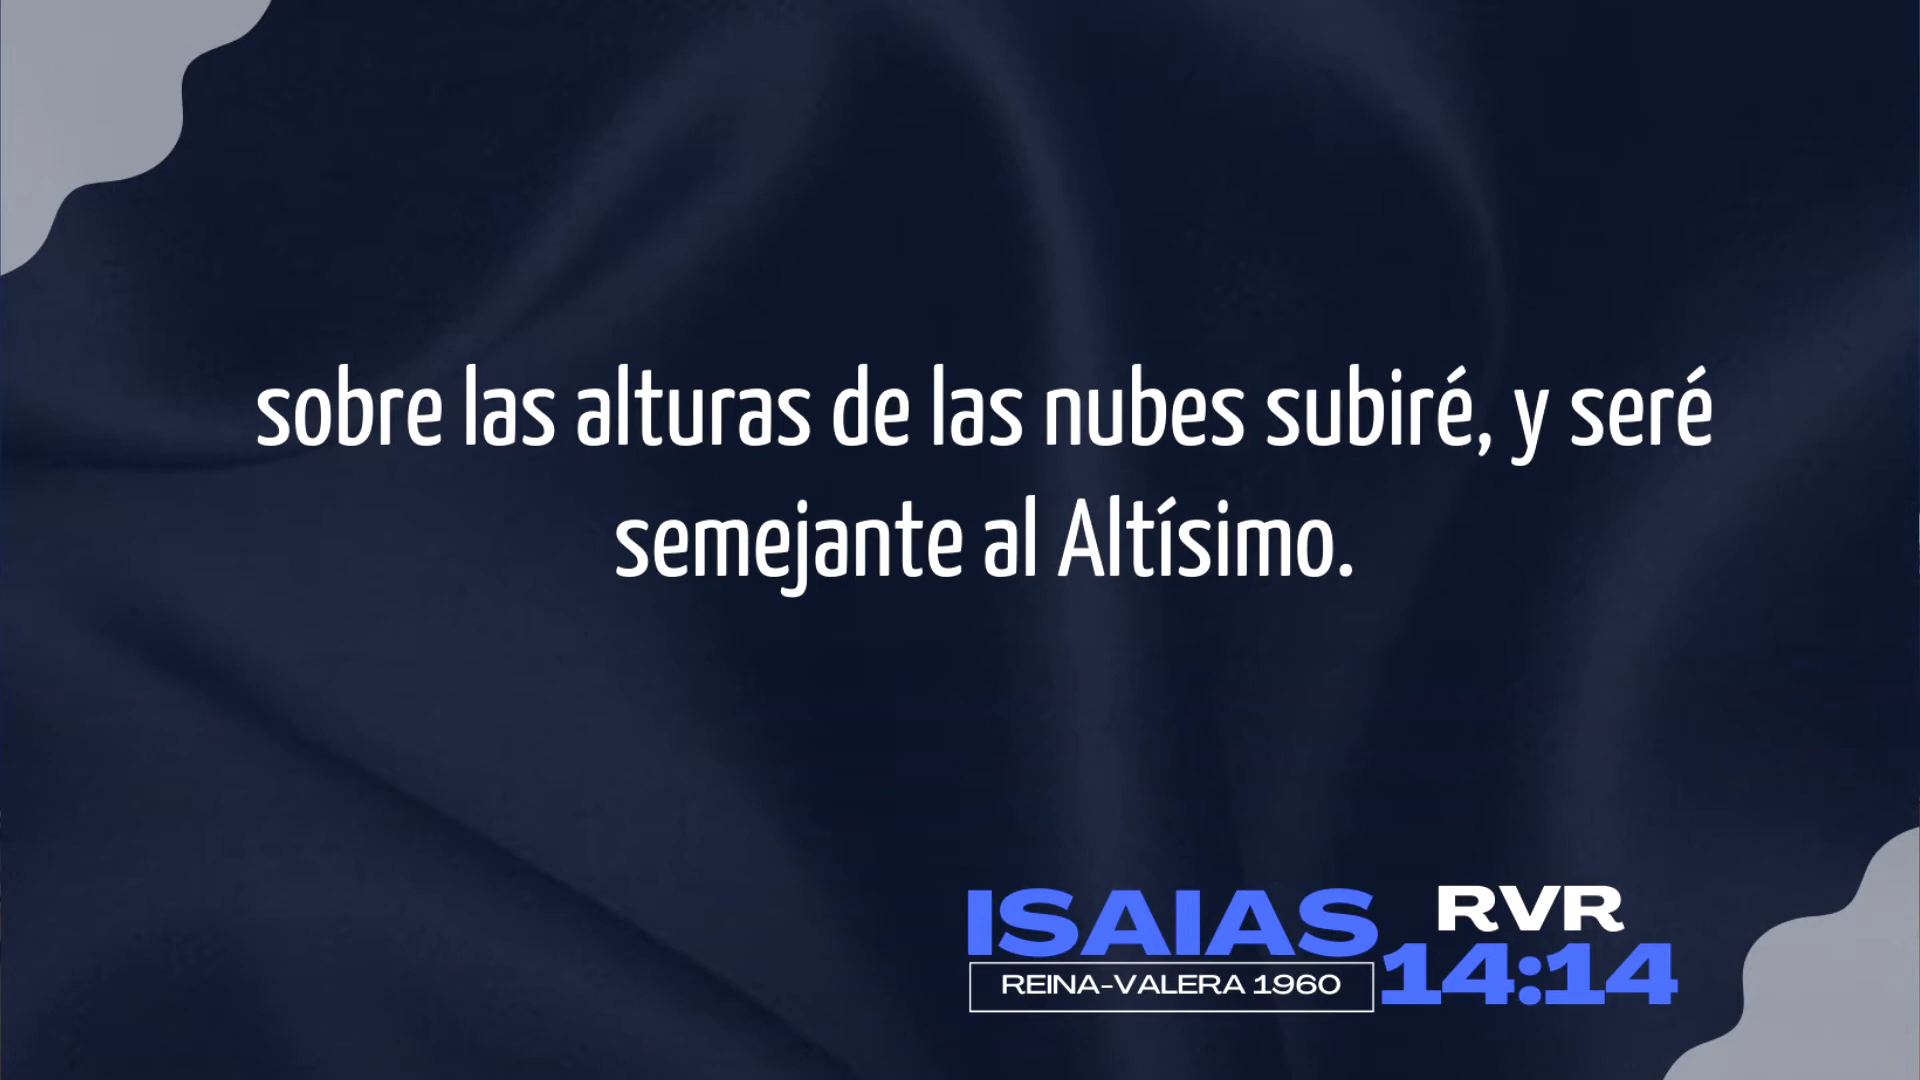 sobre las alturas de las nubes subiré, y seré
semejante al Altísimo.
ISAIAS
REINA-VALERA 1960
RVR
14:14